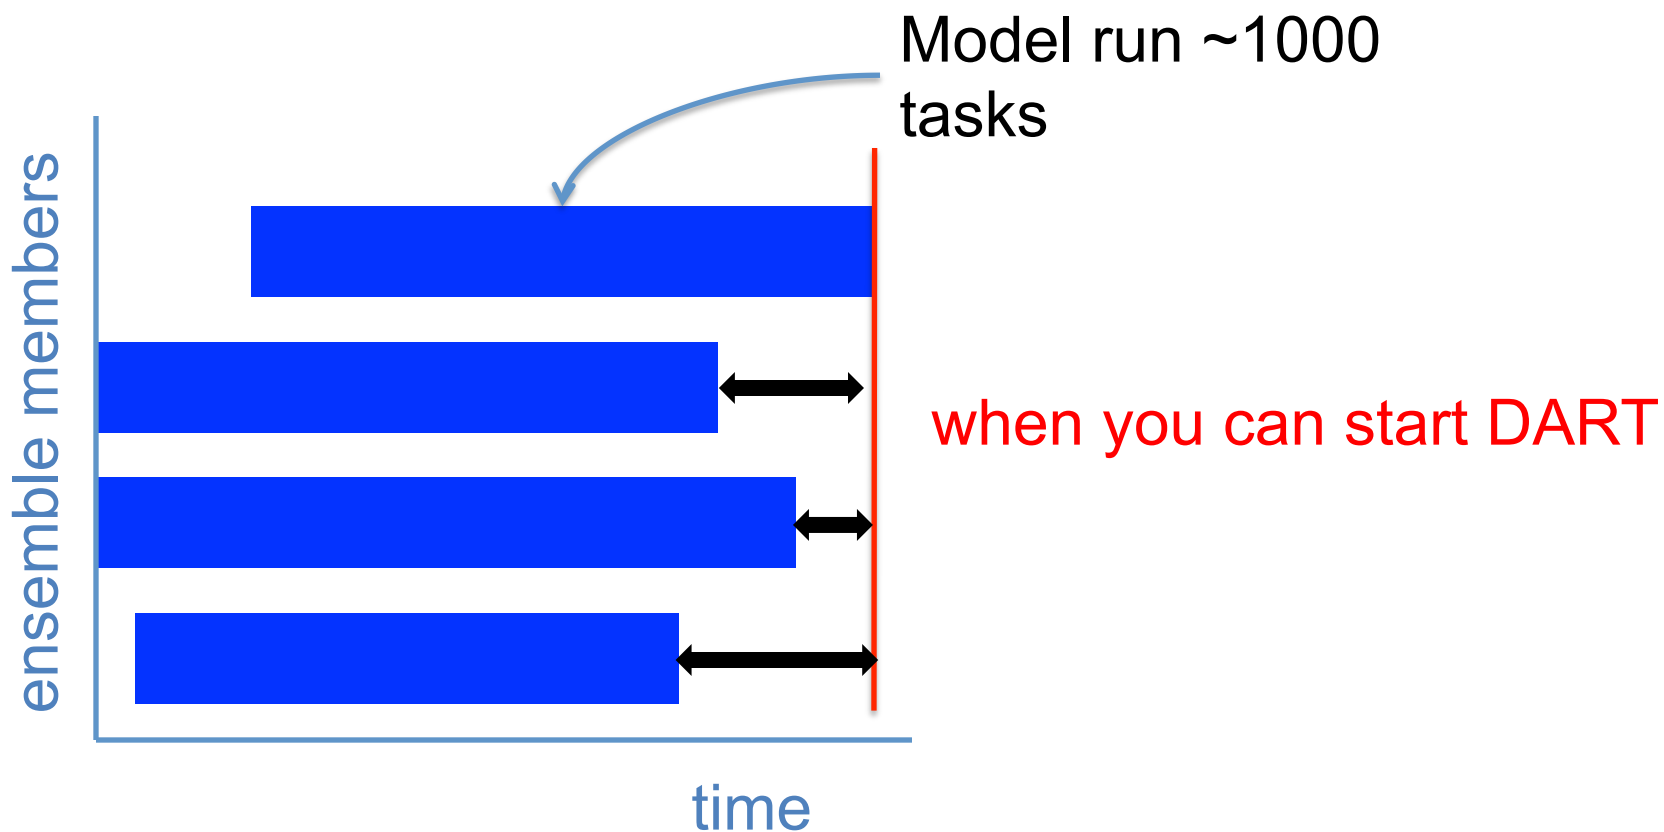 Model run ~1000
tasks
ensemble members
when you can start DART
time